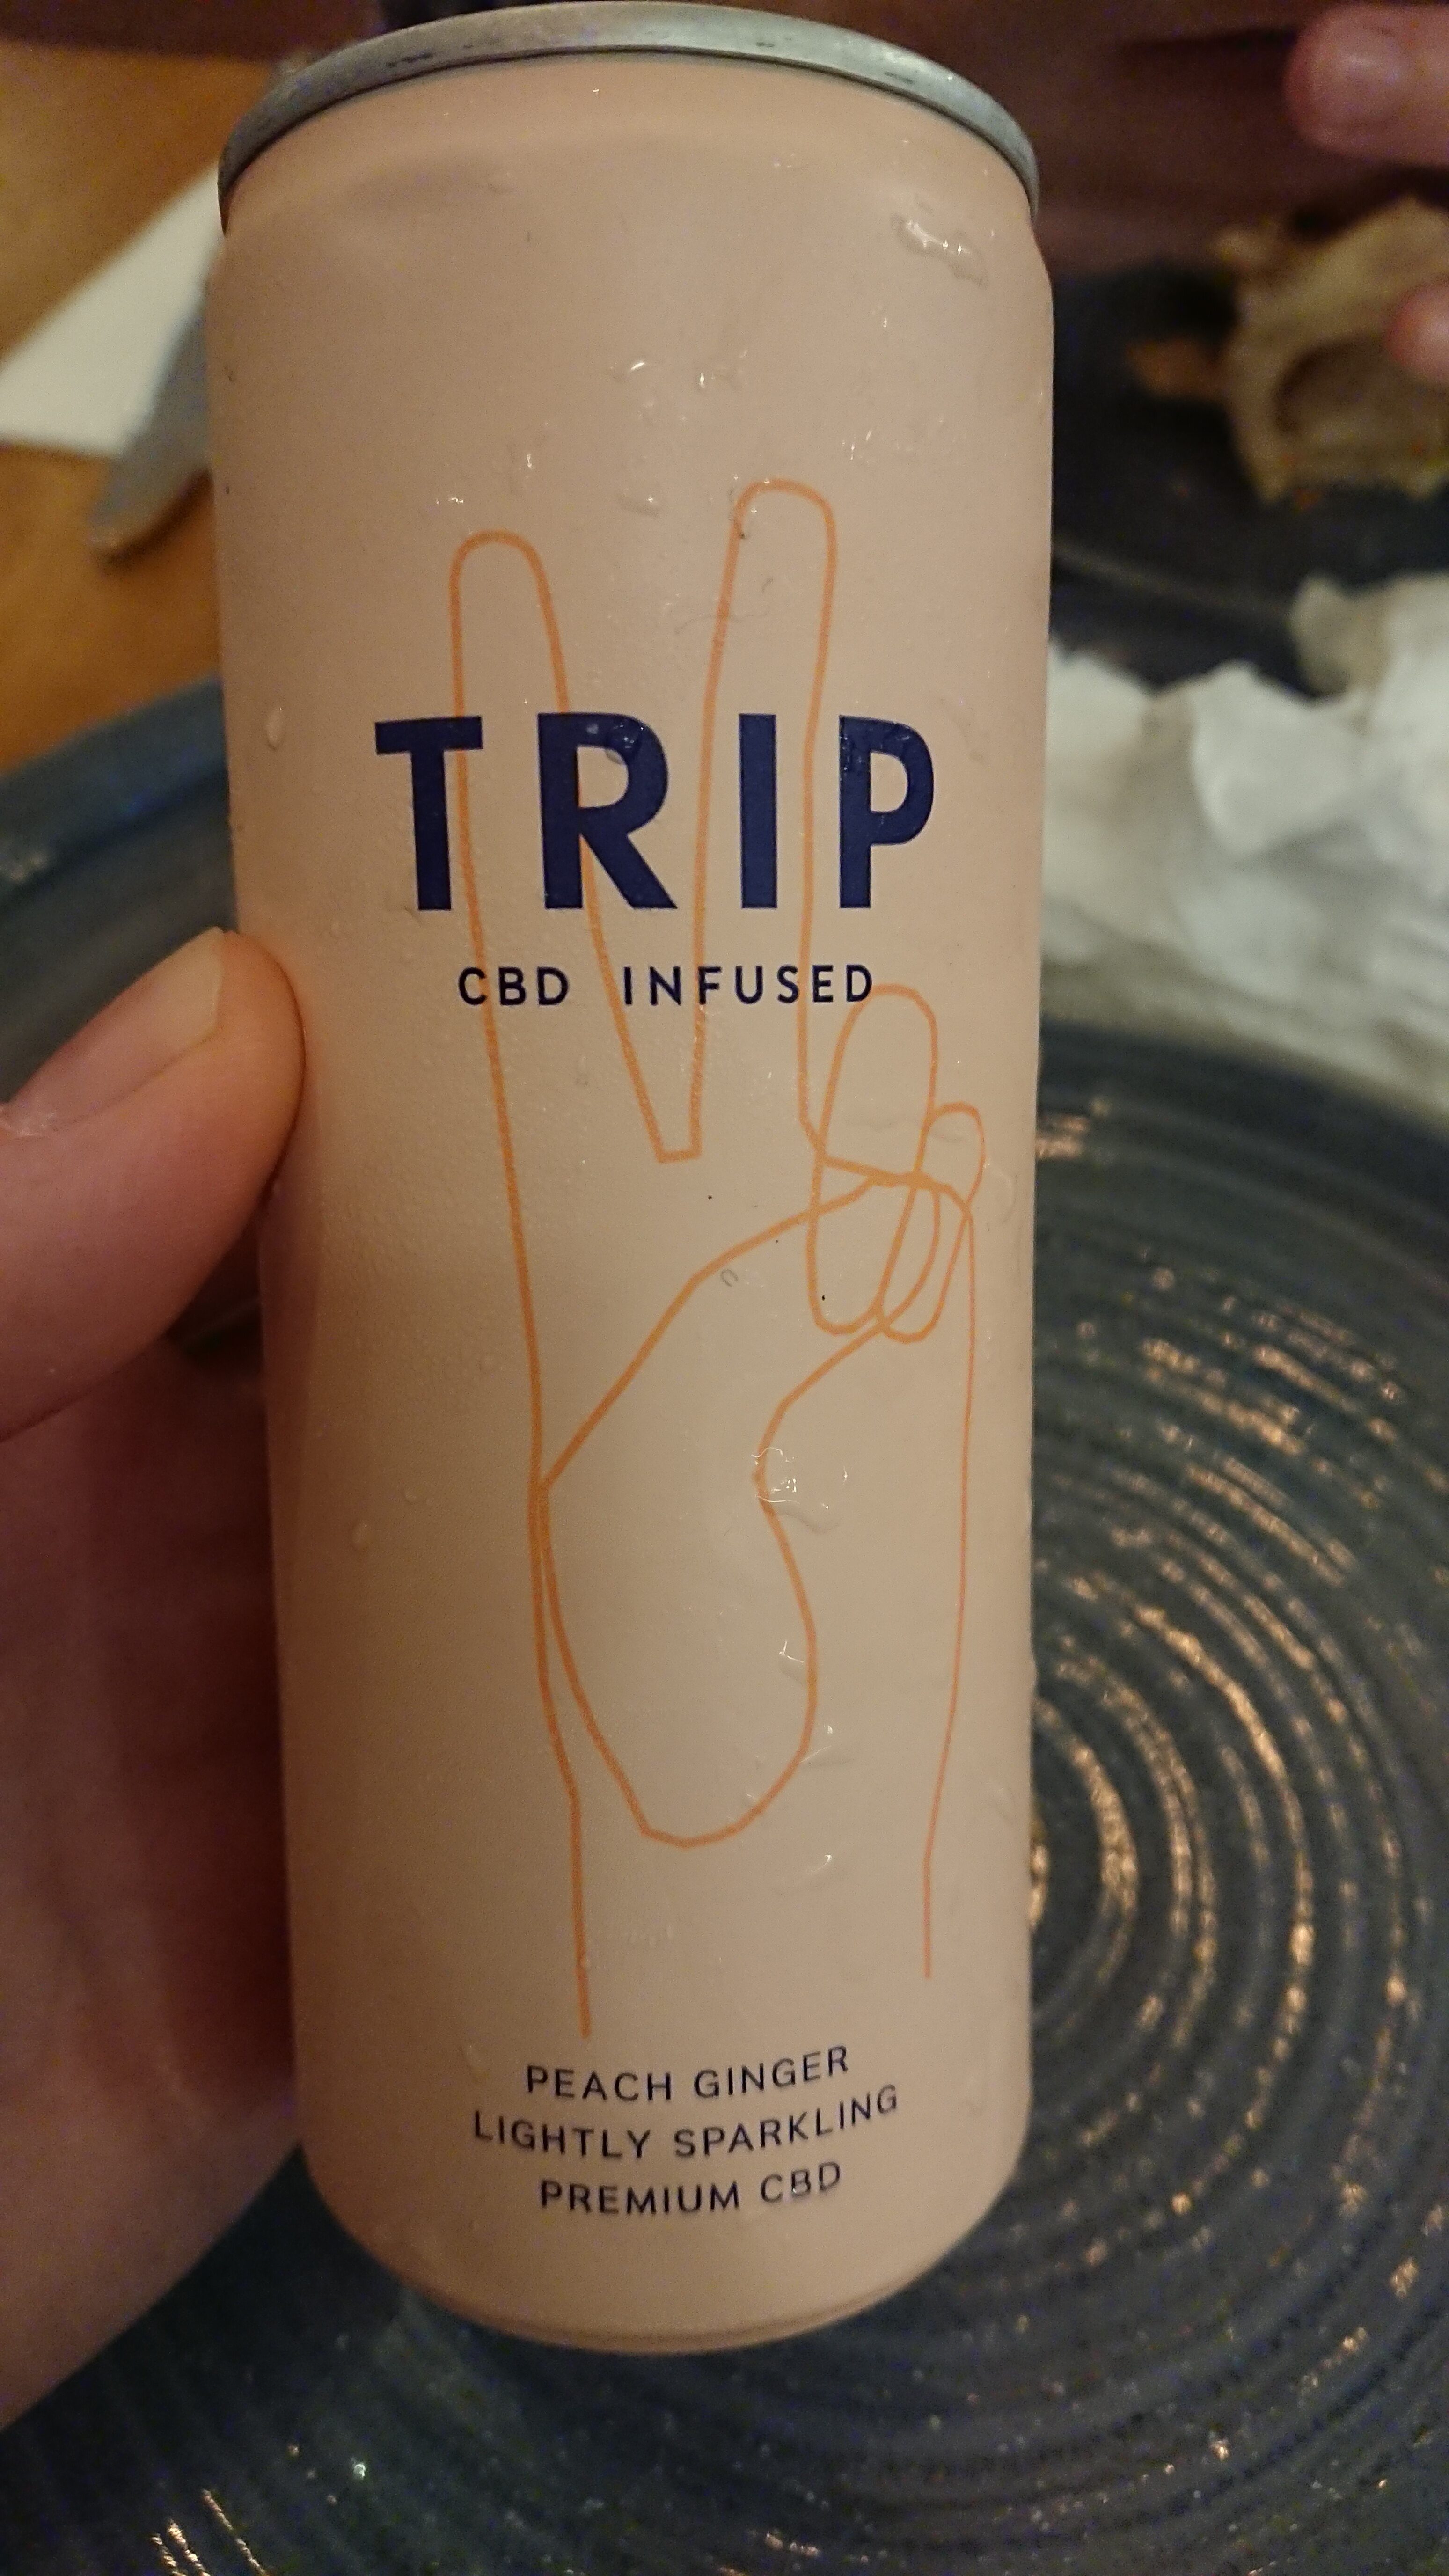 TRIP
CBD INFUSED
PEACH GINGER
LIGHTLY SPARKLING
PREMIUM CBD